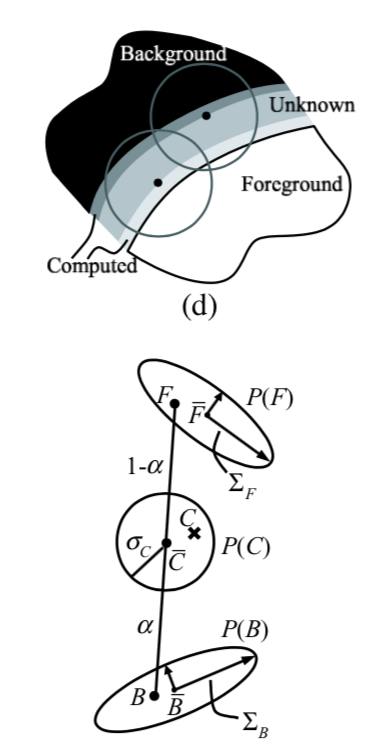 Background
Unknown
Foreground
Computed
(d)
F
F̅
P(F)
1-α
Σ_F
C
σ_C
C̅
P(C)
α
P(B)
B
B̅
Σ_B